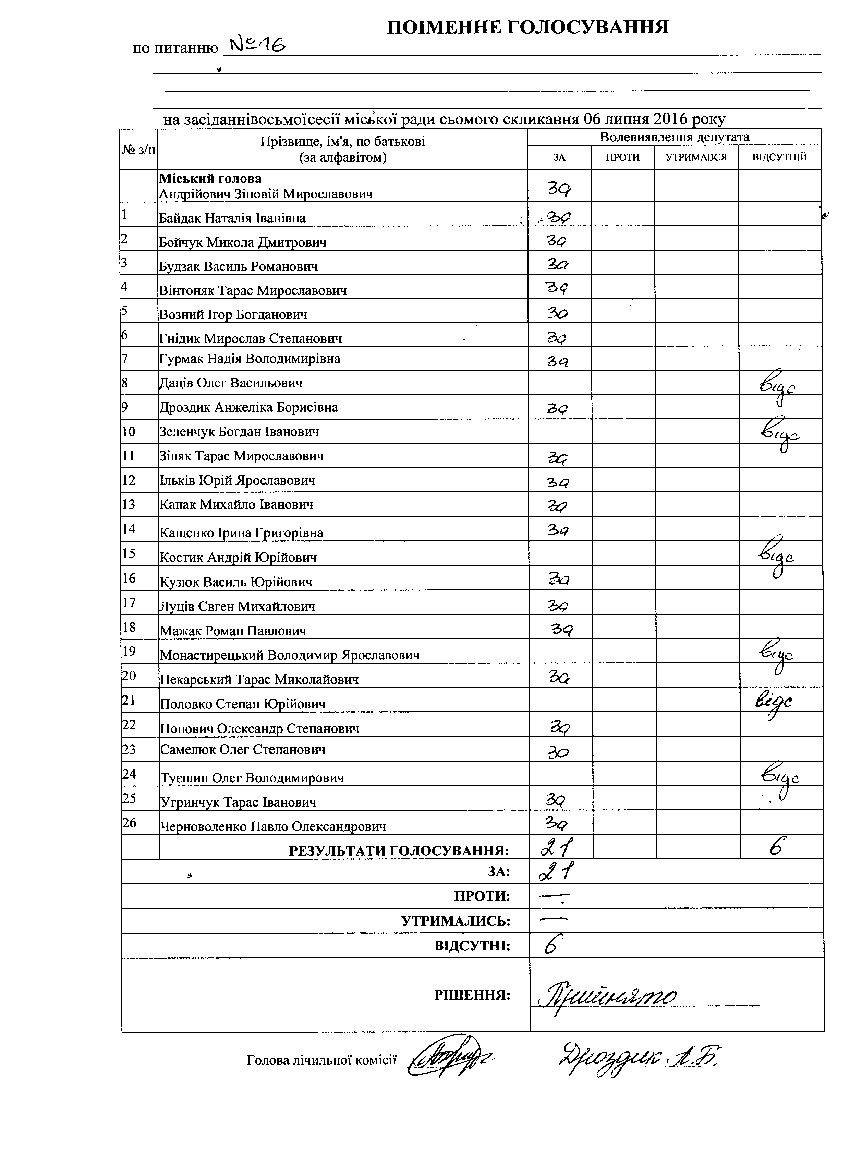 ПОІМЕННЕ ГОЛОСУВАННЯ
по питанню №16
на засіданнівосьмоїсесії міської ради сьомого скликання 06 липня 2016 року
№ з/п Прізвище, ім'я, по батькові (за алфавітом) Волевиявлення депутата
ЗА ПРОТИ УТРИМАВСЯ ВІДСУТНІЙ
Міський голова
Андрійович Зіновій Мирославович За
1 Байдак Наталія Іванівна За
2 Бойчук Микола Дмитрович За
3 Будзак Василь Романович За
4 Вінтоняк Тарас Мирославович За
5 Возний Ігор Богданович За
6 Гнідик Мирослав Степанович За
7 Гурмак Надія Володимирівна За
8 Даців Олег Васильович відс
9 Дроздик Анжеліка Борисівна За
10 Зеленчук Богдан Іванович відс
11 Зіняк Тарас Мирославович За
12 Ільків Юрій Ярославович За
13 Капак Михайло Іванович За
14 Кащенко Ірина Григорівна За
15 Костик Андрій Юрійович відс
16 Кузюк Василь Юрійович За
17 Луців Євген Михайлович За
18 Мажак Роман Павлович За
19 Монастирецький Володимир Ярославович відс
20 Пекарський Тарас Миколайович За
21 Половко Степан Юрійович відс
22 Попович Олександр Степанович За
23 Самелюк Олег Степанович За
24 Туєшин Олег Володимирович відс
25 Угринчук Тарас Іванович За
26 Черноволенко Павло Олександрович За
РЕЗУЛЬТАТИ ГОЛОСУВАННЯ: 21 6
ЗА: 21
ПРОТИ: —
УТРИМАЛИСЬ: —
ВІДСУТНІ: 6
РІШЕННЯ: Прийнято
Голова лічильної комісії Дроздик А.Б.